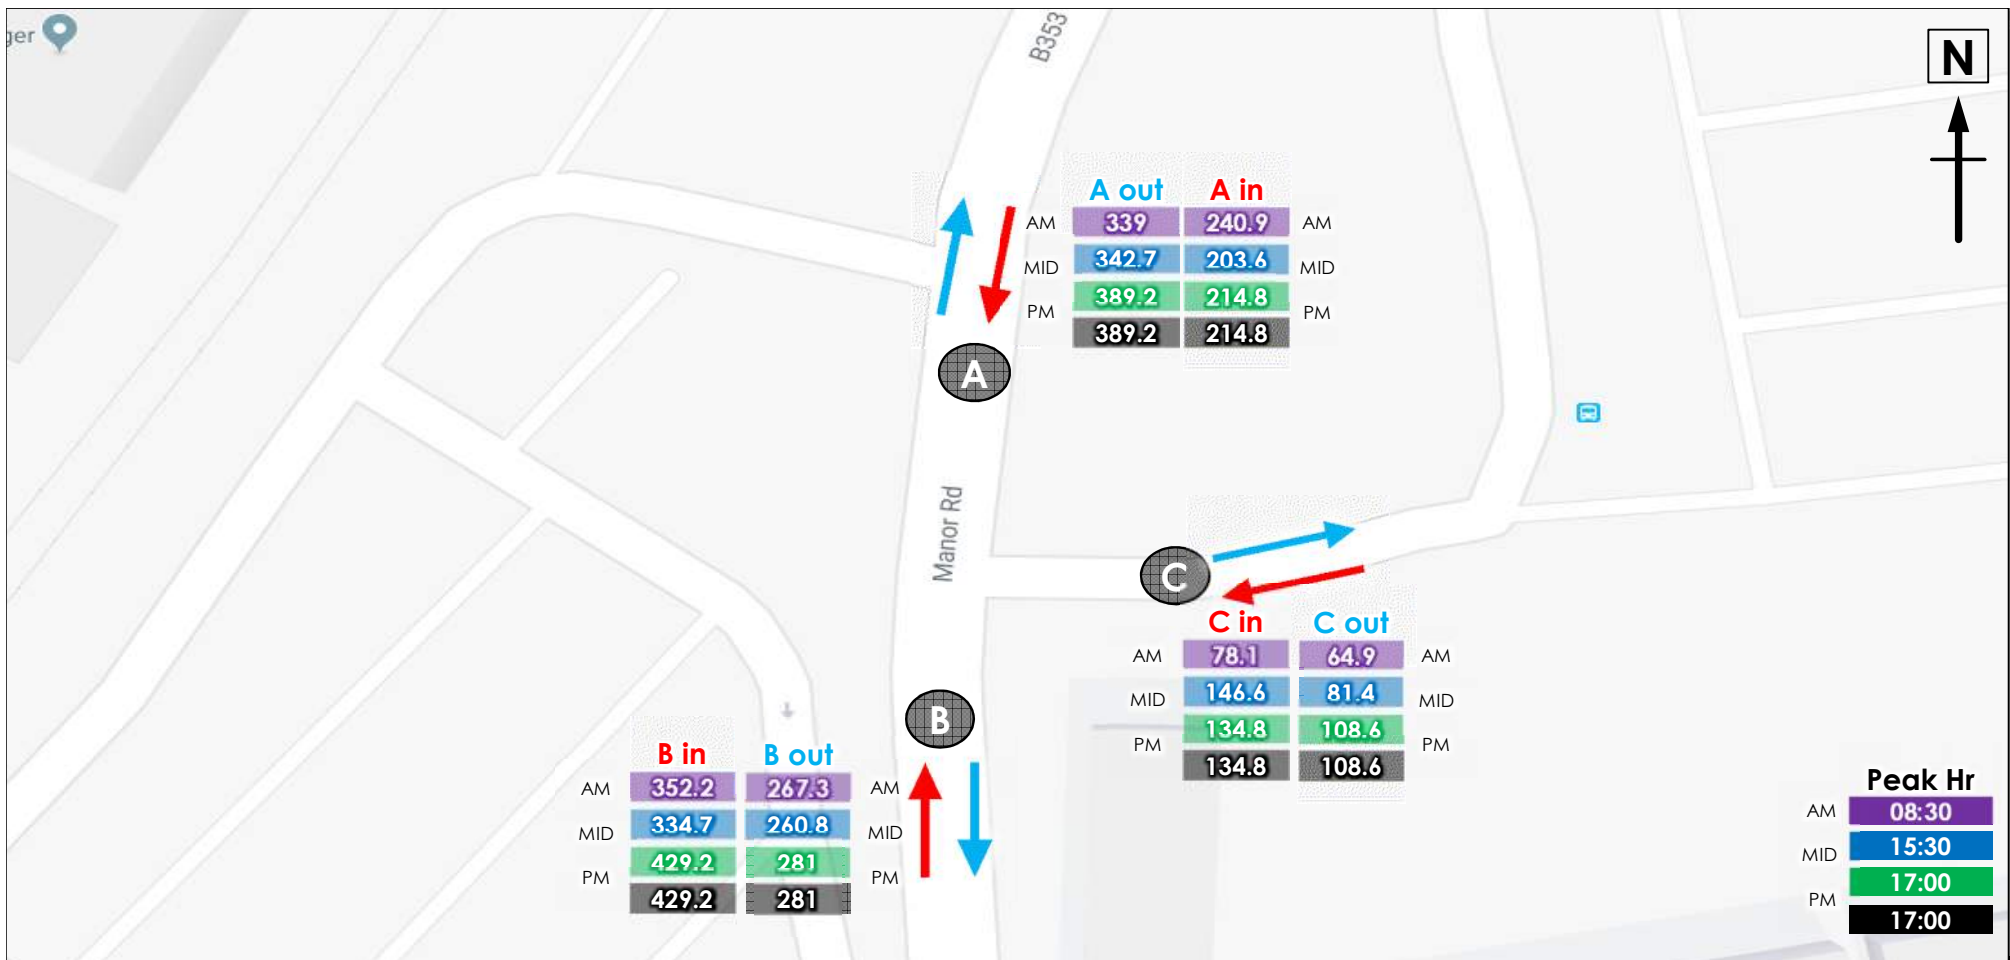 ger
B353
N
A out A in
AM 339 240.9 AM
MID 342.7 203.6 MID
PM 389.2 214.8 PM
389.2 214.8
A
Manor Rd
C
C in C out
AM 78.1 64.9 AM
MID 146.6 81.4 MID
PM 134.8 108.6 PM
134.8 108.6
B
B in B out
AM 352.2 267.3 AM
MID 334.7 260.8 MID
PM 429.2 281 PM
429.2 281
Peak Hr
AM 08:30
MID 15:30
PM 17:00
17:00